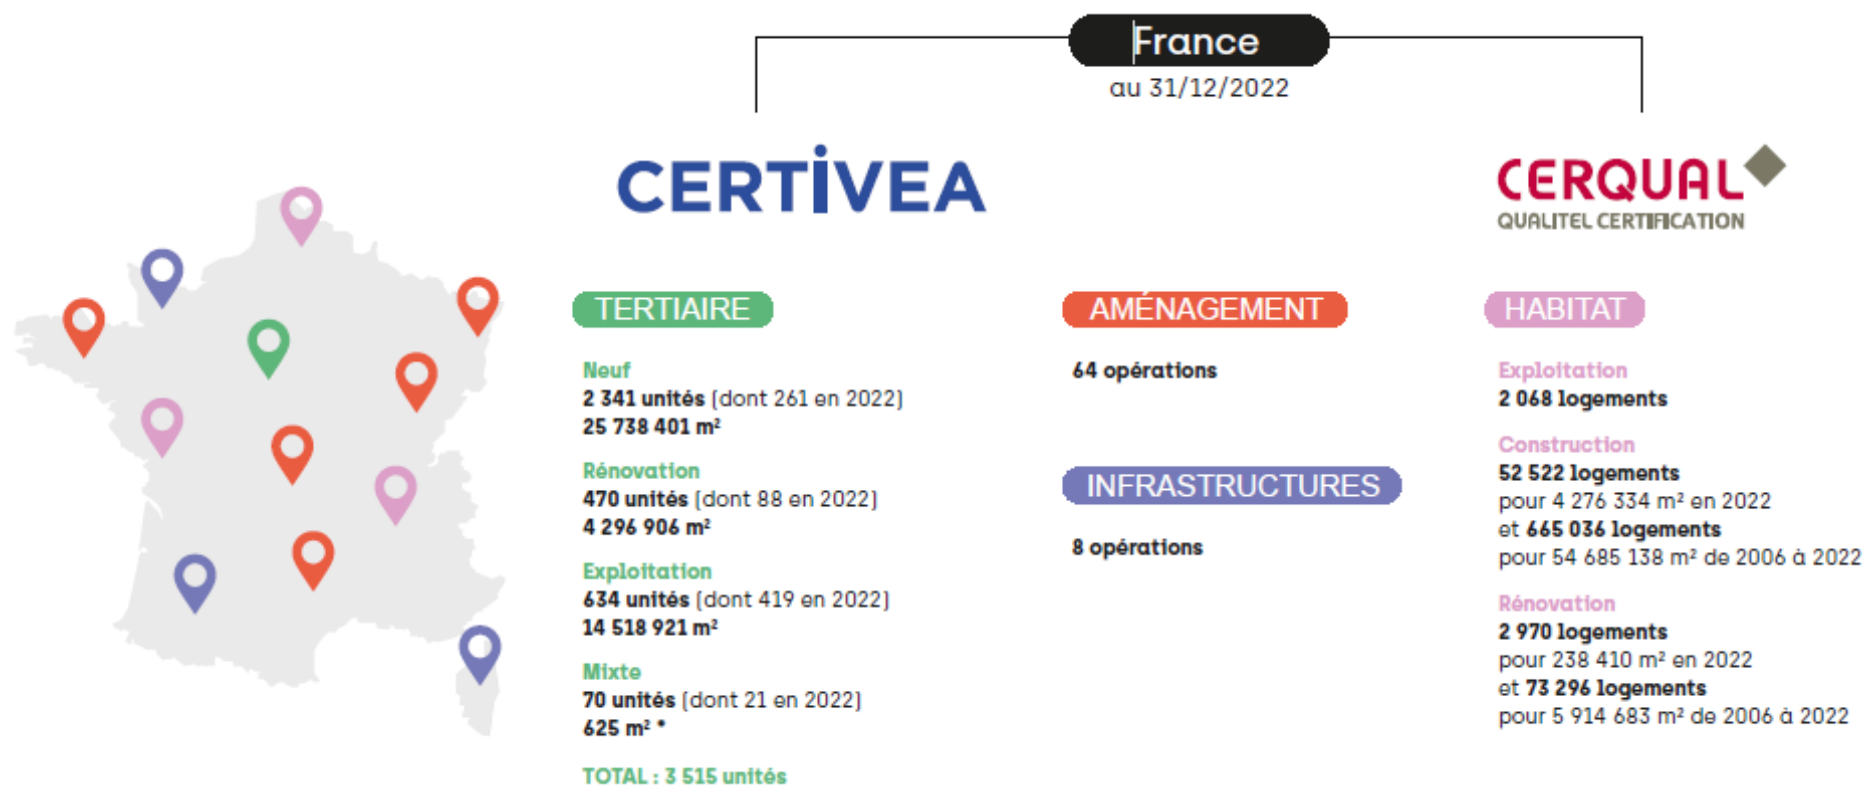 France
au 31/12/2022
CERTIVEA
CERQUAL
QUALITEL CERTIFICATION
TERTIAIRE
Neuf
2 341 unités (dont 261 en 2022)
25 738 401 m²
Rénovation
470 unités (dont 88 en 2022)
4 296 906 m²
Exploitation
634 unités (dont 419 en 2022)
14 518 921 m²
Mixte
70 unités (dont 21 en 2022)
625 m² *
TOTAL : 3 515 unités
AMÉNAGEMENT
64 opérations
INFRASTRUCTURES
8 opérations
HABITAT
Exploitation
2 068 logements
Construction
52 522 logements
pour 4 276 334 m² en 2022
et 665 036 logements
pour 54 685 138 m² de 2006 à 2022
Rénovation
2 970 logements
pour 238 410 m² en 2022
et 73 296 logements
pour 5 914 683 m² de 2006 à 2022